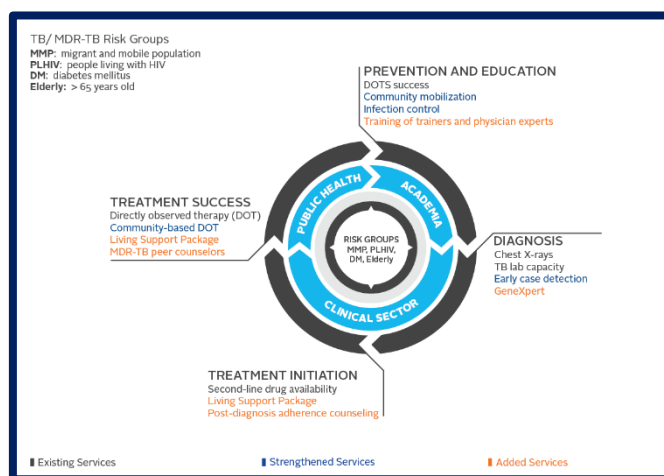 TB/ MDR-TB Risk Groups
MMP: migrant and mobile population
PLHIV: people living with HIV
DM: diabetes mellitus
Elderly: > 65 years old
PREVENTION AND EDUCATION
DOTS success
Community mobilization
Infection control
Training of trainers and physician experts
PUBLIC HEALTH
ACADEMIA
CLINICAL SECTOR
RISK GROUPS
MMP, PLHIV,
DM, Elderly
TREATMENT SUCCESS
Directly observed therapy (DOT)
Community-based DOT
Living Support Package
MDR-TB peer counselors
DIAGNOSIS
Chest X-rays
TB lab capacity
Early case detection
GeneXpert
TREATMENT INITIATION
Second-line drug availability
Living Support Package
Post-diagnosis adherence counseling
Existing Services
Strengthened Services
Added Services